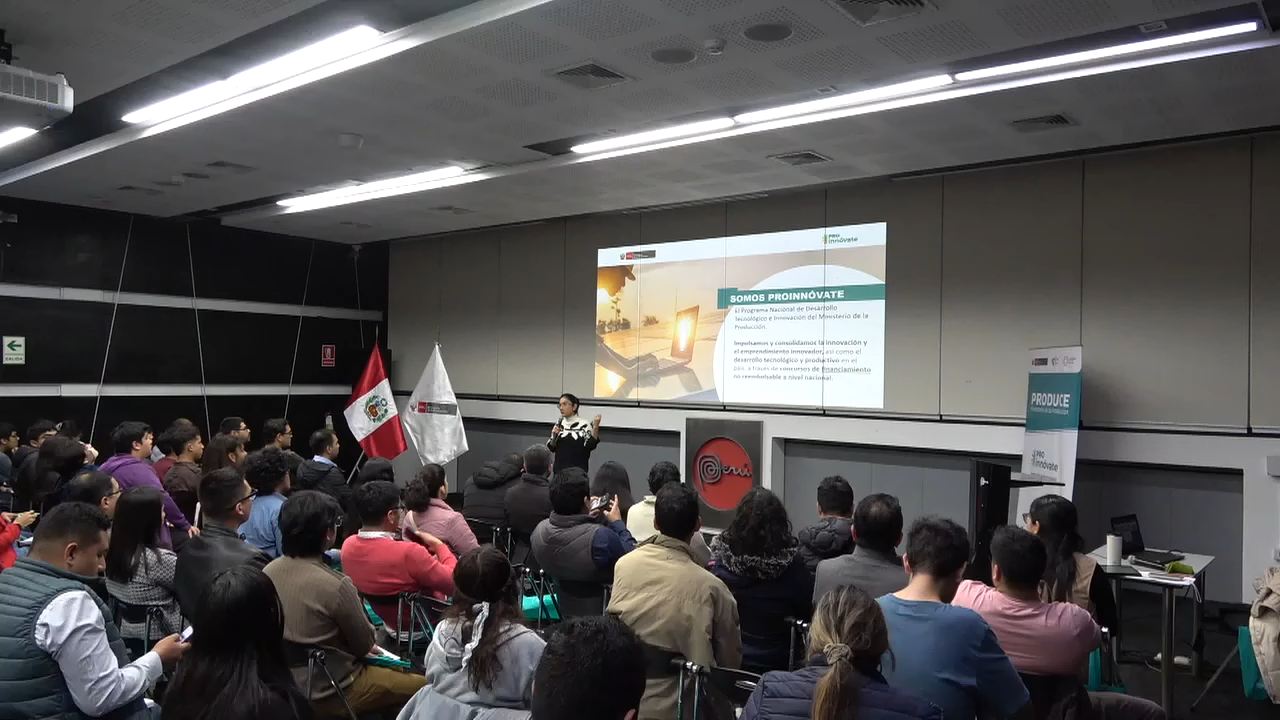 PRO
innóvate
SOMOS PROINNÓVATE
El Programa Nacional de Desarrollo
Tecnológico e Innovación del Ministerio de la
Producción.
Impulsamos y consolidamos la innovación y
el emprendimiento innovador, así como el
desarrollo tecnológico y productivo en el
país, a través de concursos de financiamiento
no reembolsable a nivel nacional.
SALIDA
Perú
PRODUCE
PRO
innóvate